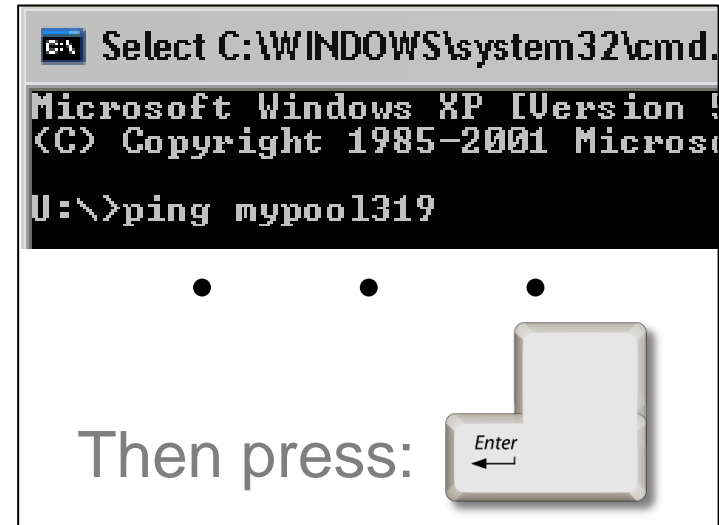 C:\ Select C:\WINDOWS\system32\cmd.
Microsoft Windows XP [Version
(C) Copyright 1985-2001 Micros
U:\>ping mypool319
• • •
Then press:
Enter